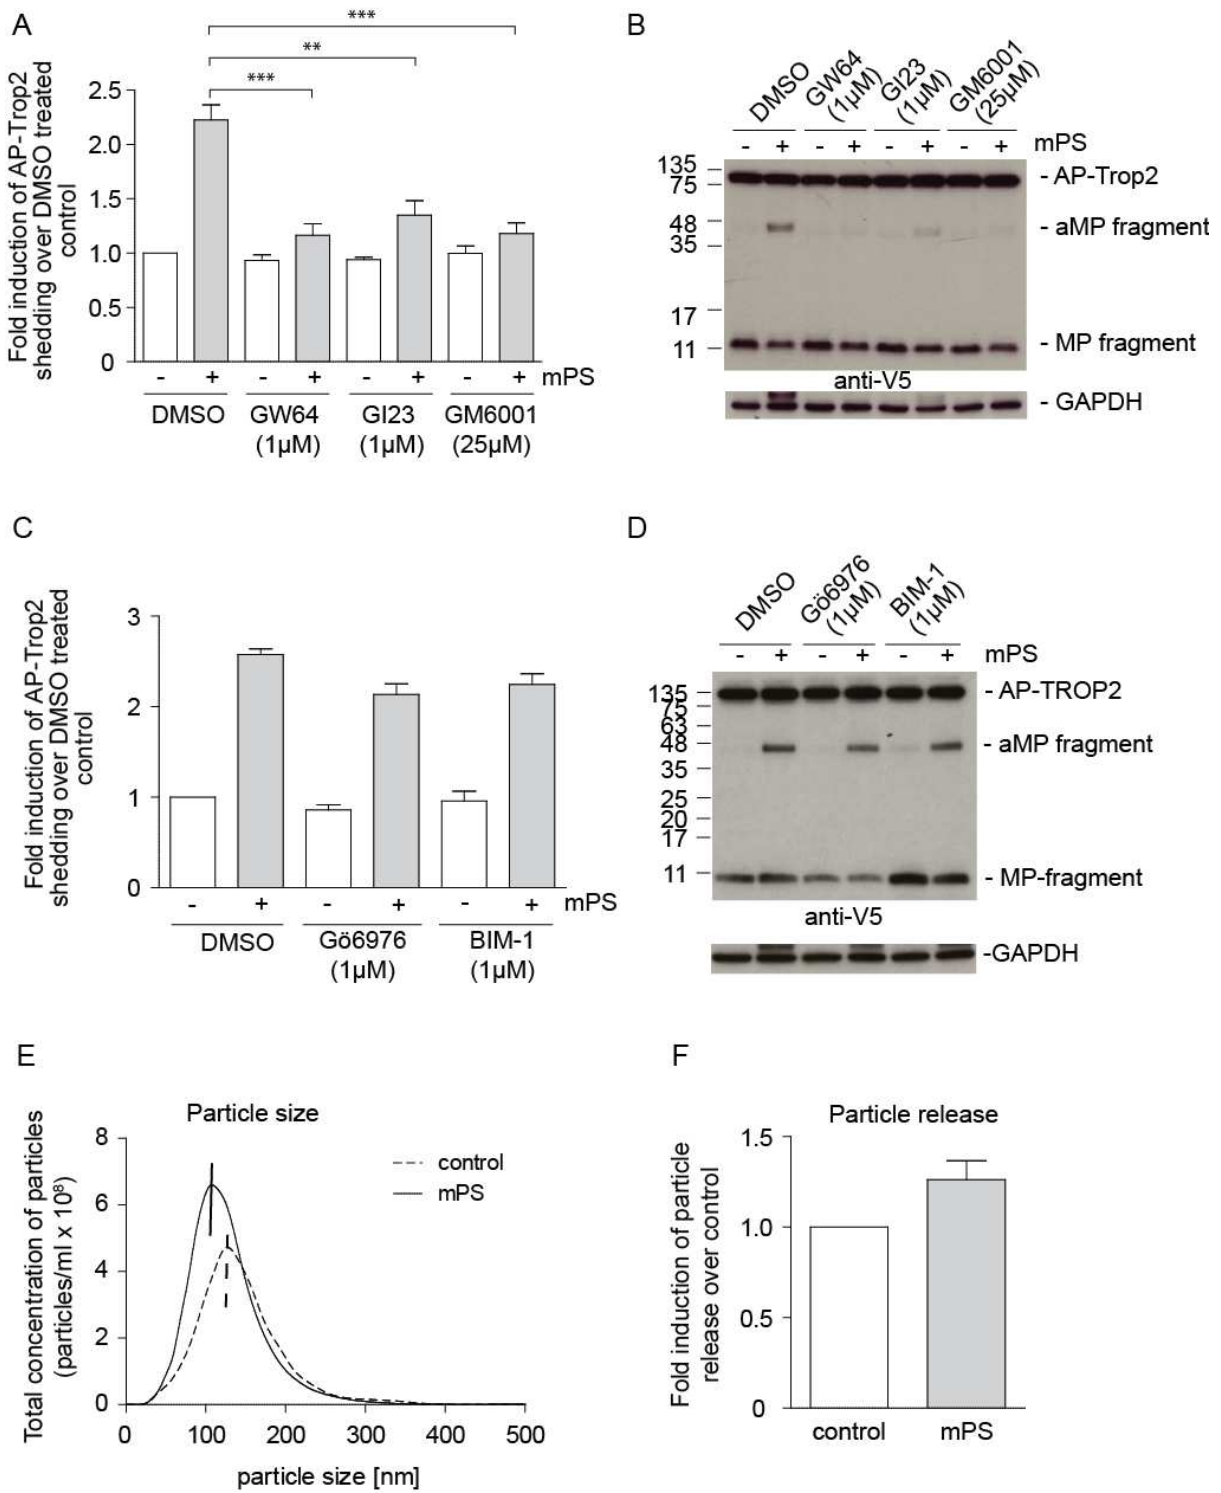 A
***
**
***
Fold induction of AP-Trop2
shedding over DMSO treated
control
2.5
2.0
1.5
1.0
0.5
0
- + - + - + - + mPS
DMSO GW64 GI23 GM6001
(1µM) (1µM) (25µM)
B
DMSO
GW64
(1µM)
GI23
(1µM)
GM6001
(25µM)
- + - + - + - + mPS
135
75
48
35
17
11
- AP-Trop2
- aMP fragment
- MP fragment
anti-V5
- GAPDH
C
Fold induction of AP-Trop2
shedding over DMSO treated
control
3
2
1
0
- + - + - + mPS
DMSO Gö6976 BIM-1
(1µM) (1µM)
D
DMSO
Gö6976
(1µM)
BIM-1
(1µM)
- + - + - + mPS
135
75
63
48
35
25
20
17
11
- AP-TROP2
- aMP fragment
- MP-fragment
anti-V5
-GAPDH
E
Particle size
Total concentration of particles
(particles/ml x 10⁸)
8
6
4
2
0
control
mPS
0 100 200 300 400 500
particle size [nm]
F
Particle release
Fold induction of particle
release over control
1.5
1.0
0.5
0
control mPS